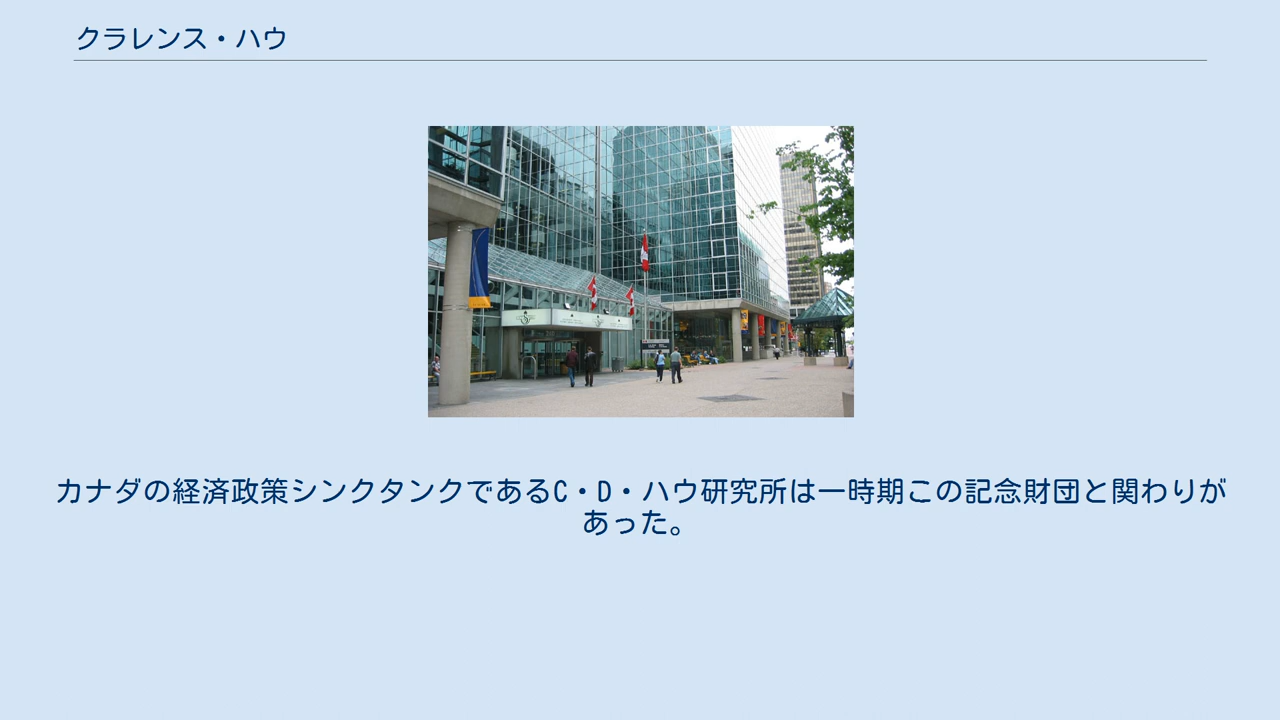 クラレンス・ハウ
カナダの経済政策シンクタンクであるC・D・ハウ研究所は一時期この記念財団と関わりが
あった。